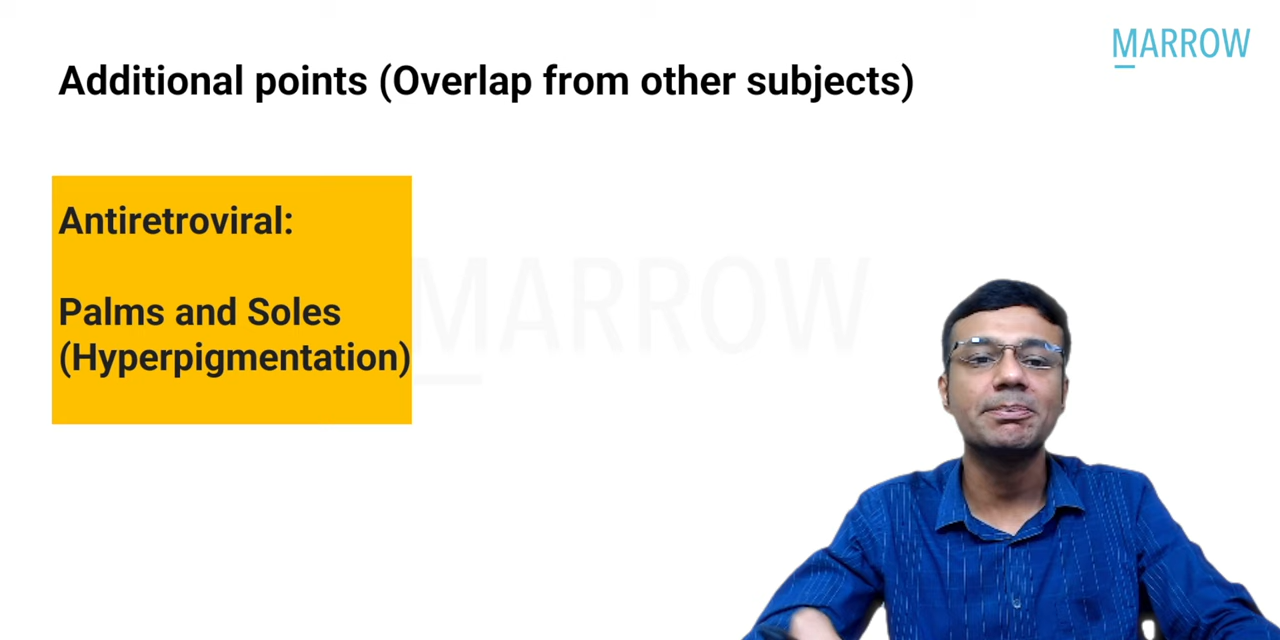 MARROW
Additional points (Overlap from other subjects)
Antiretroviral:
Palms and Soles
(Hyperpigmentation)
MARROW